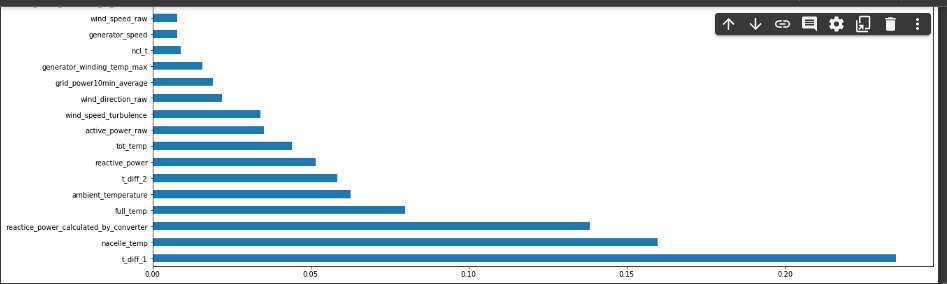 wind_speed_raw
generator_speed
ncl_t
generator_winding_temp_max
grid_power10min_average
wind_direction_raw
wind_speed_turbulence
active_power_raw
tot_temp
reactive_power
t_diff_2
ambient_temperature
full_temp
reactice_power_calculated_by_converter
nacelle_temp
t_diff_1
0.00 0.05 0.10 0.15 0.20